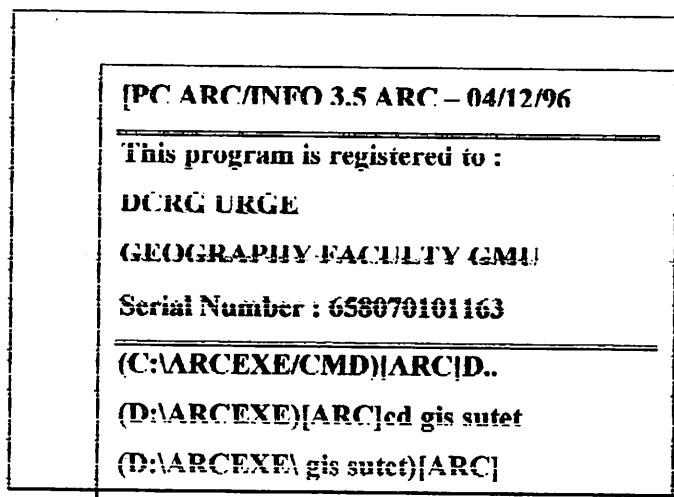 [PC ARC/INFO 3.5 ARC – 04/12/96
This program is registered to :
DCRG URGE
GEOGRAPHY FACULTY GMU
Serial Number : 658070101163
(C:\ARCEXE/CMD)[ARC]D..
(D:\ARCEXE)[ARC]cd gis sutet
(D:\ARCEXE\ gis sutet)[ARC]